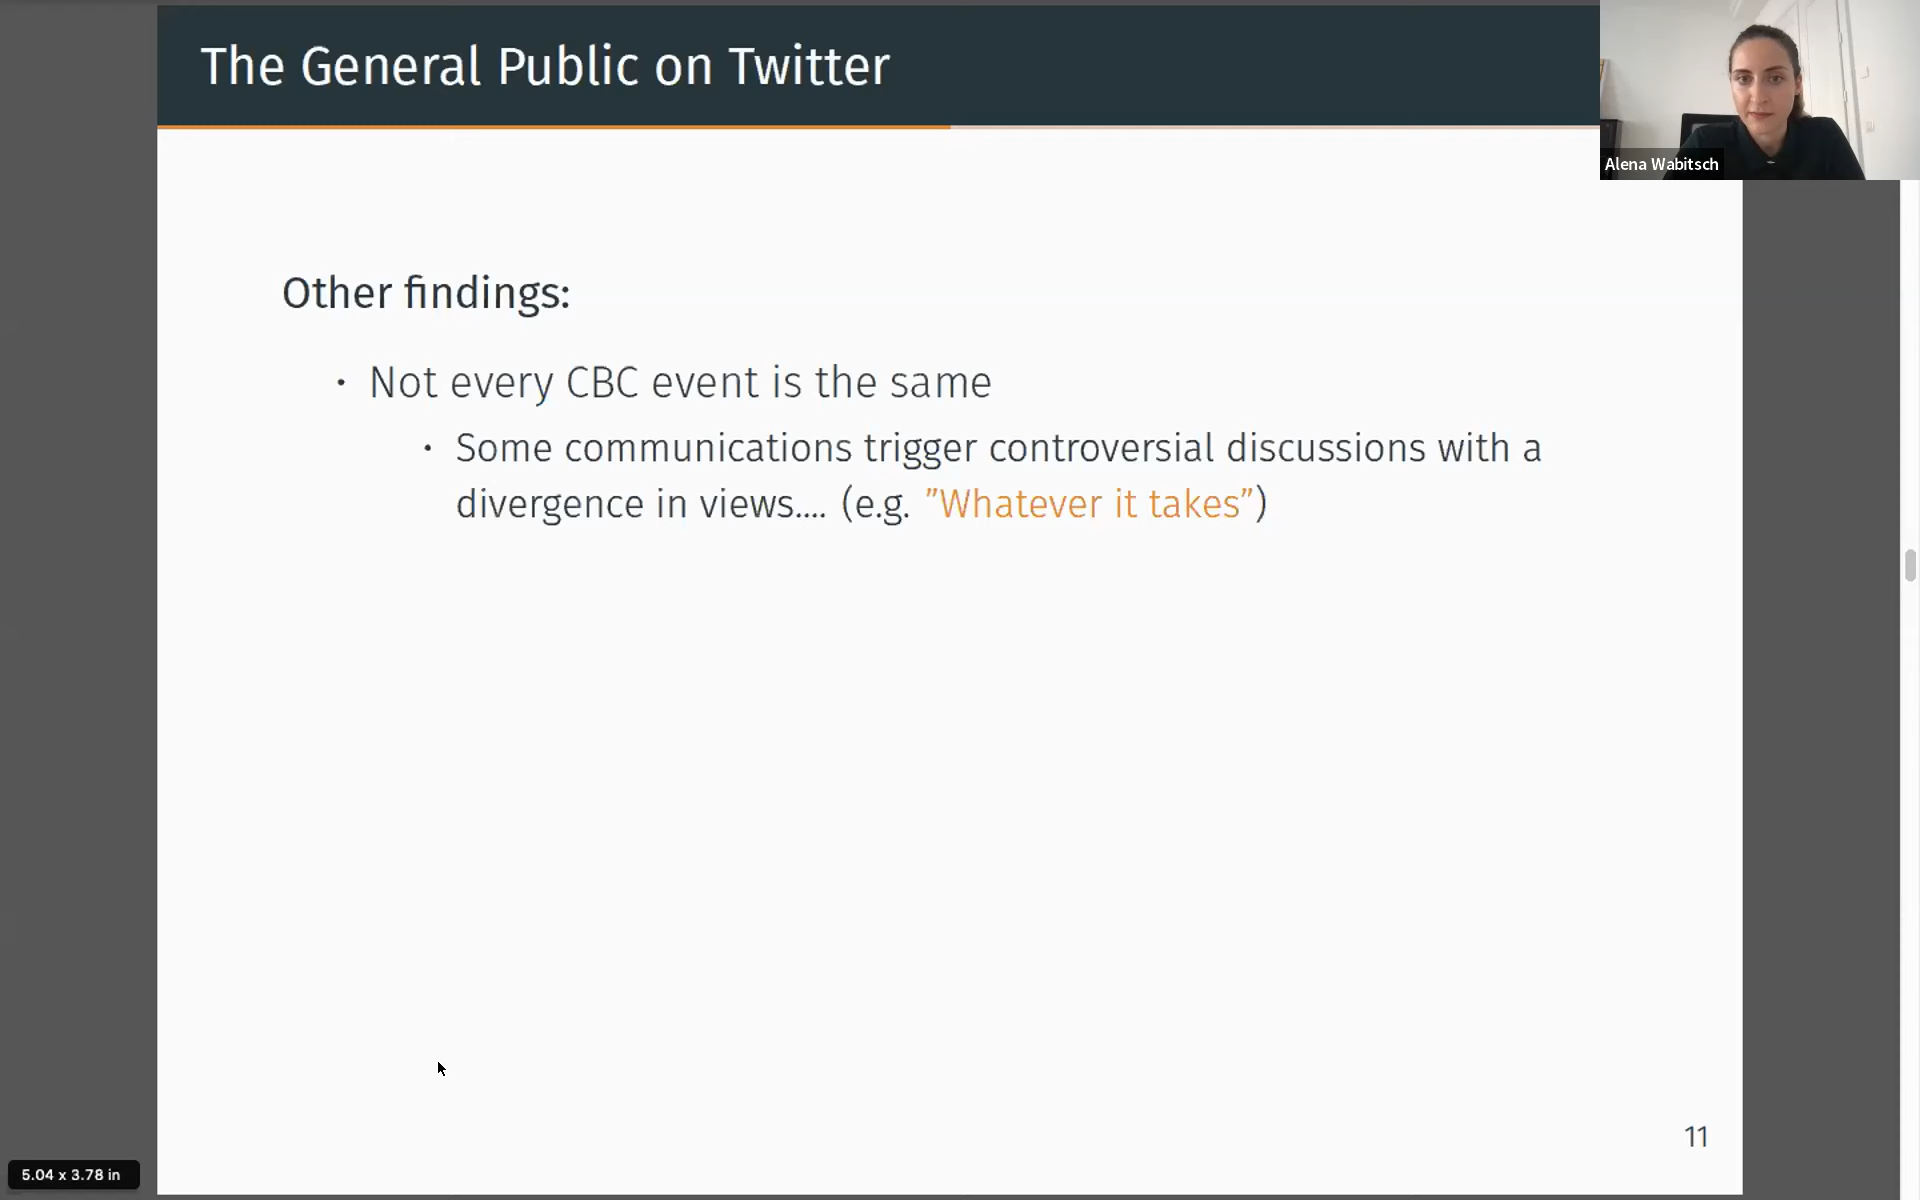 The General Public on Twitter
Alena Wabitsch
Other findings:
· Not every CBC event is the same
· Some communications trigger controversial discussions with a
divergence in views.... (e.g. ”Whatever it takes”)
11
5.04 x 3.78 in